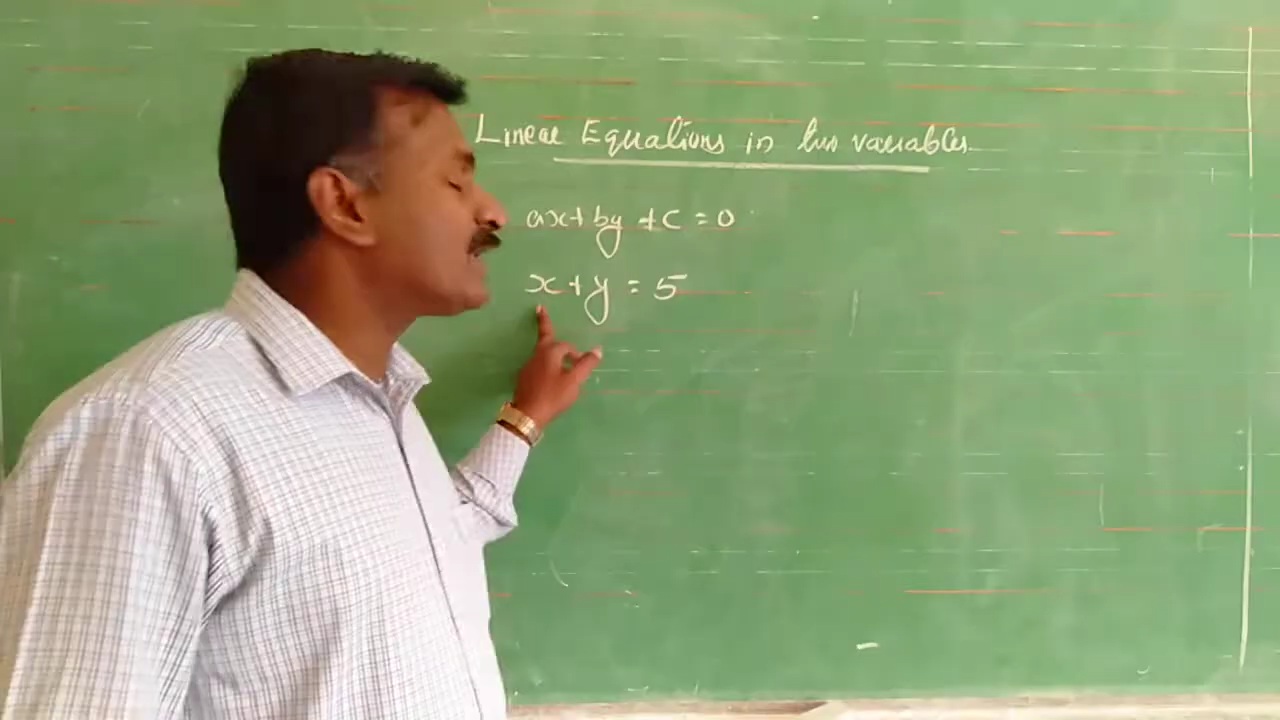 Linear Equations in two variables.
ax+by+c=0
x+y=5